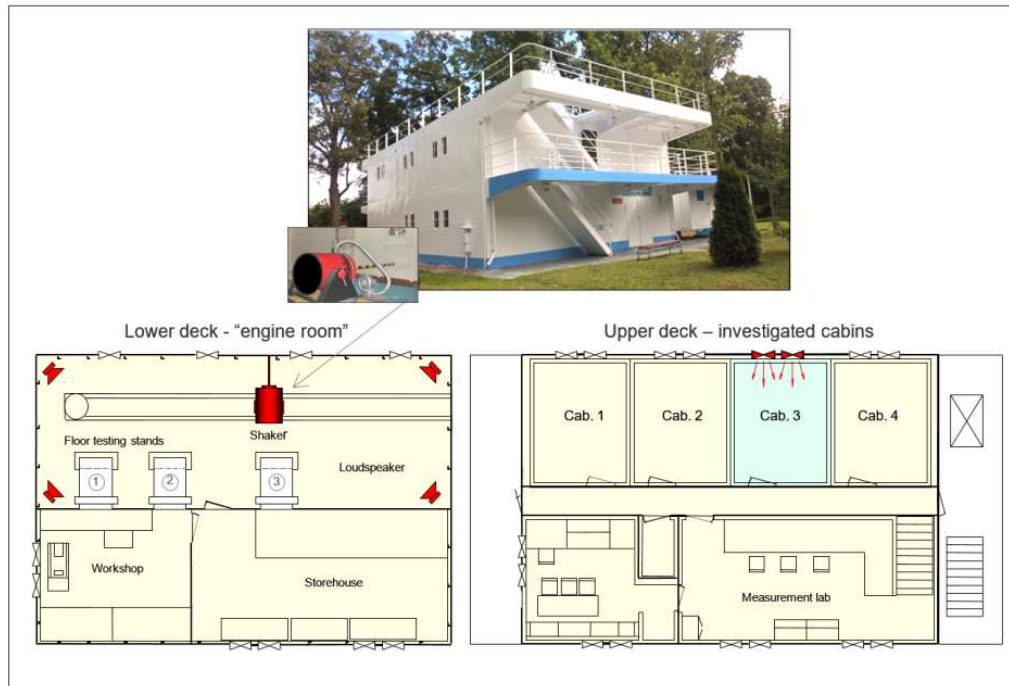 Lower deck - “engine room”
Upper deck – investigated cabins
Shaker
Floor testing stands
Loudspeaker
1
2
3
Workshop
Storehouse
Cab. 1
Cab. 2
Cab. 3
Cab. 4
Measurement lab